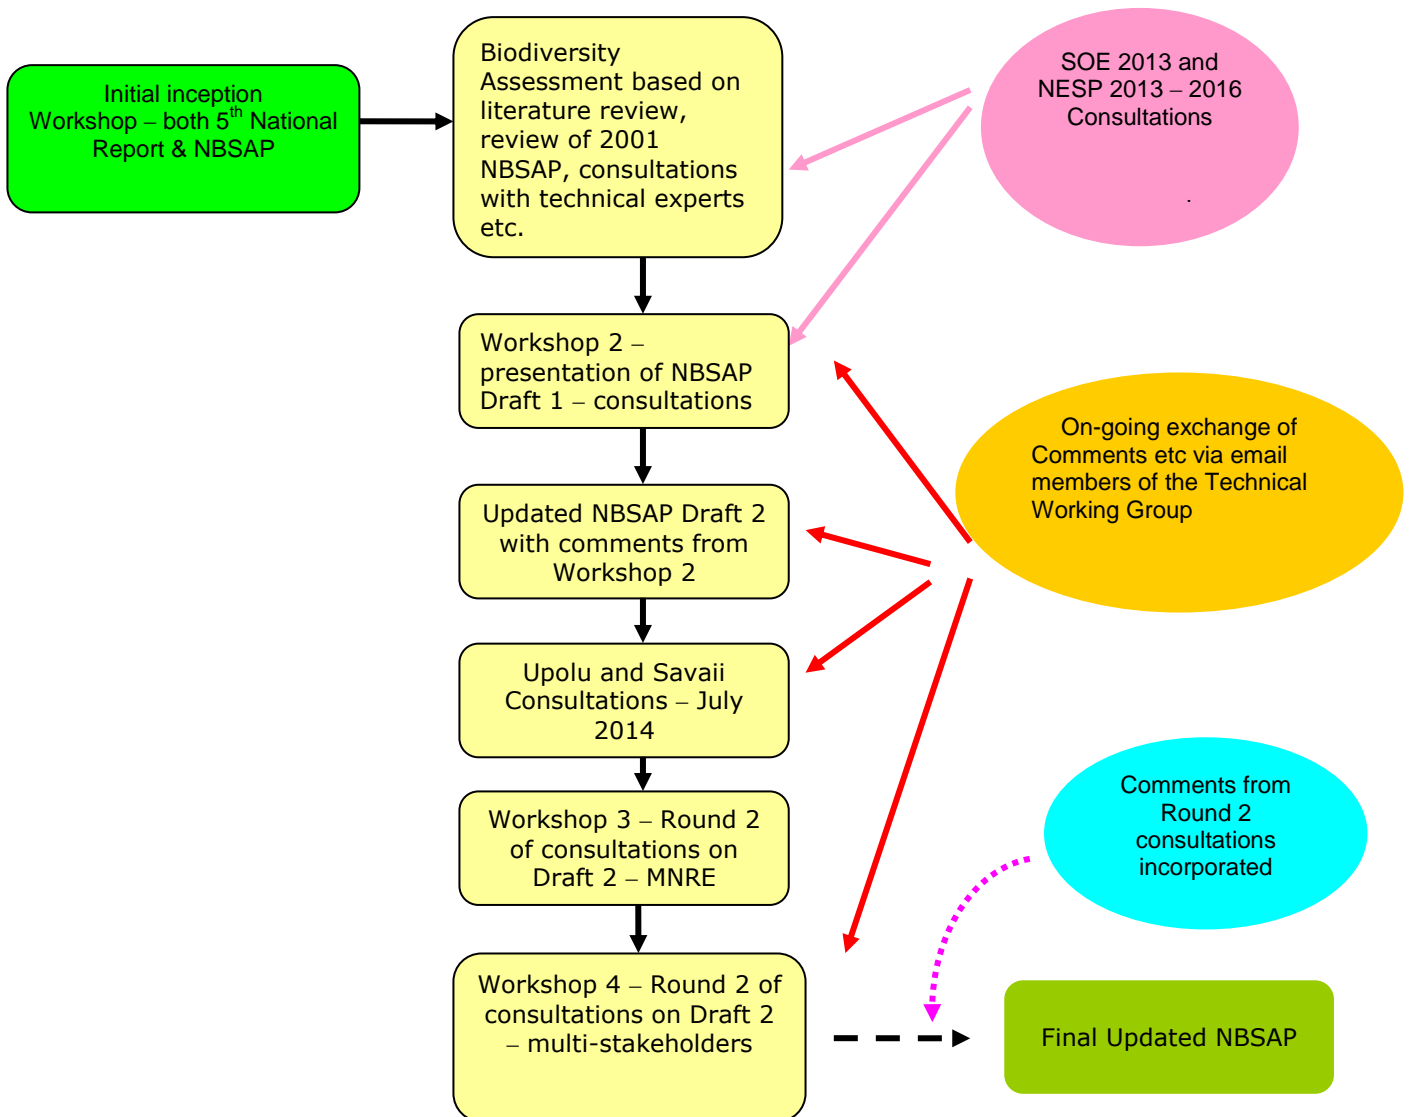 Initial inception
Workshop – both 5th National
Report & NBSAP
Biodiversity
Assessment based on
literature review,
review of 2001
NBSAP, consultations
with technical experts
etc.
SOE 2013 and
NESP 2013 – 2016
Consultations
.
Workshop 2 –
presentation of NBSAP
Draft 1 – consultations
On-going exchange of
Comments etc via email
members of the Technical
Working Group
Updated NBSAP Draft 2
with comments from
Workshop 2
Upolu and Savaii
Consultations – July
2014
Workshop 3 – Round 2
of consultations on
Draft 2 – MNRE
Comments from
Round 2
consultations
incorporated
Workshop 4 – Round 2 of
consultations on Draft 2
– multi-stakeholders
Final Updated NBSAP